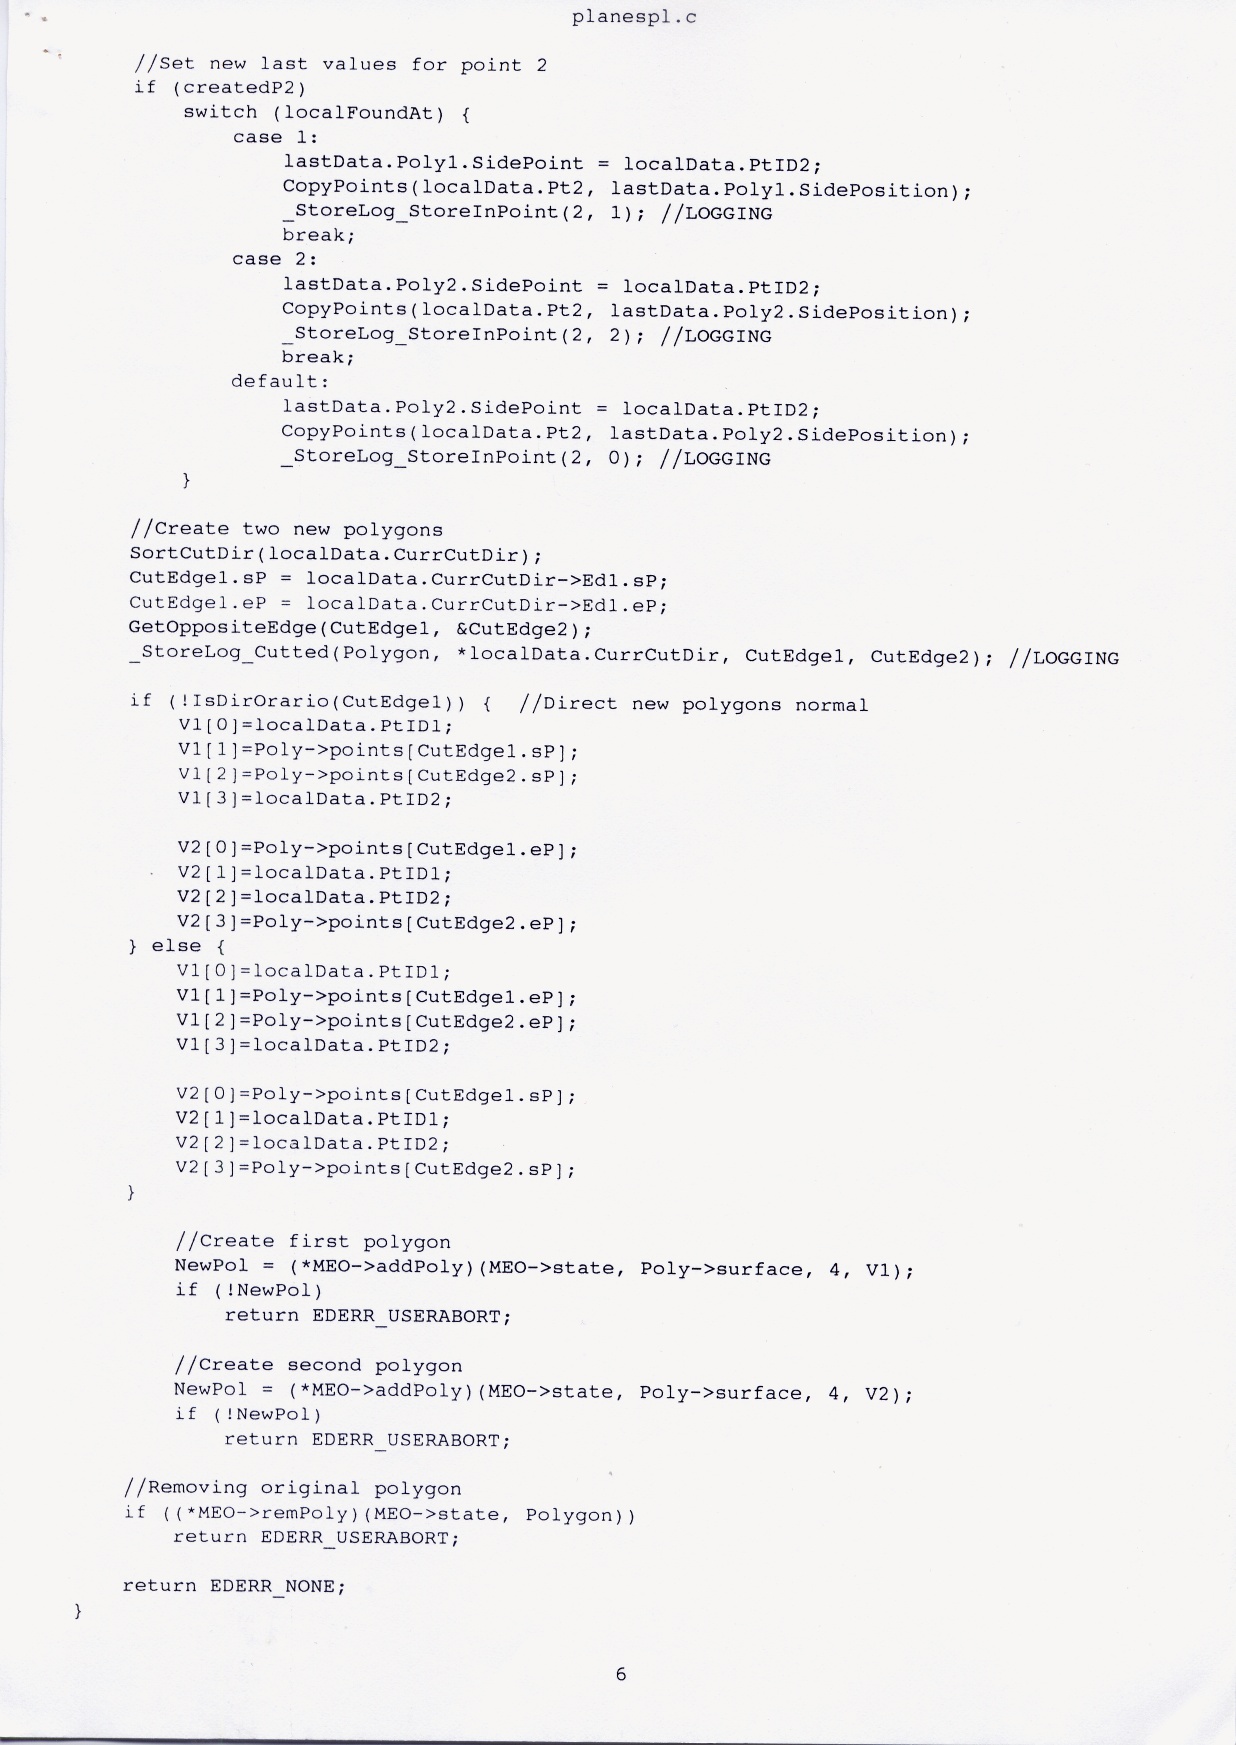 planespl.c
//Set new last values for point 2
if (createdP2)
switch (localFoundAt) {
case 1:
lastData.Poly1.SidePoint = localData.PtID2;
CopyPoints(localData.Pt2, lastData.Poly1.SidePosition);
_StoreLog_StoreInPoint(2, 1); //LOGGING
break;
case 2:
lastData.Poly2.SidePoint = localData.PtID2;
CopyPoints(localData.Pt2, lastData.Poly2.SidePosition);
_StoreLog_StoreInPoint(2, 2); //LOGGING
break;
default:
lastData.Poly2.SidePoint = localData.PtID2;
CopyPoints(localData.Pt2, lastData.Poly2.SidePosition);
_StoreLog_StoreInPoint(2, 0); //LOGGING
}
//Create two new polygons
SortCutDir(localData.CurrCutDir);
CutEdge1.sP = localData.CurrCutDir->Ed1.sP;
CutEdge1.eP = localData.CurrCutDir->Ed1.eP;
GetOppositeEdge(CutEdge1, &CutEdge2);
_StoreLog_Cutted(Polygon, *localData.CurrCutDir, CutEdge1, CutEdge2); //LOGGING
if (!IsDirOrario(CutEdge1)) { //Direct new polygons normal
V1[0]=localData.PtID1;
V1[1]=Poly->points[CutEdge1.sP];
V1[2]=Poly->points[CutEdge2.sP];
V1[3]=localData.PtID2;
V2[0]=Poly->points[CutEdge1.eP];
V2[1]=localData.PtID1;
V2[2]=localData.PtID2;
V2[3]=Poly->points[CutEdge2.eP];
} else {
V1[0]=localData.PtID1;
V1[1]=Poly->points[CutEdge1.eP];
V1[2]=Poly->points[CutEdge2.eP];
V1[3]=localData.PtID2;
V2[0]=Poly->points[CutEdge1.sP];
V2[1]=localData.PtID1;
V2[2]=localData.PtID2;
V2[3]=Poly->points[CutEdge2.sP];
}
//Create first polygon
NewPol = (*MEO->addPoly)(MEO->state, Poly->surface, 4, V1);
if (!NewPol)
return EDERR_USERABORT;
//Create second polygon
NewPol = (*MEO->addPoly)(MEO->state, Poly->surface, 4, V2);
if (!NewPol)
return EDERR_USERABORT;
//Removing original polygon
if ((*MEO->remPoly)(MEO->state, Polygon))
return EDERR_USERABORT;
return EDERR_NONE;
}
6